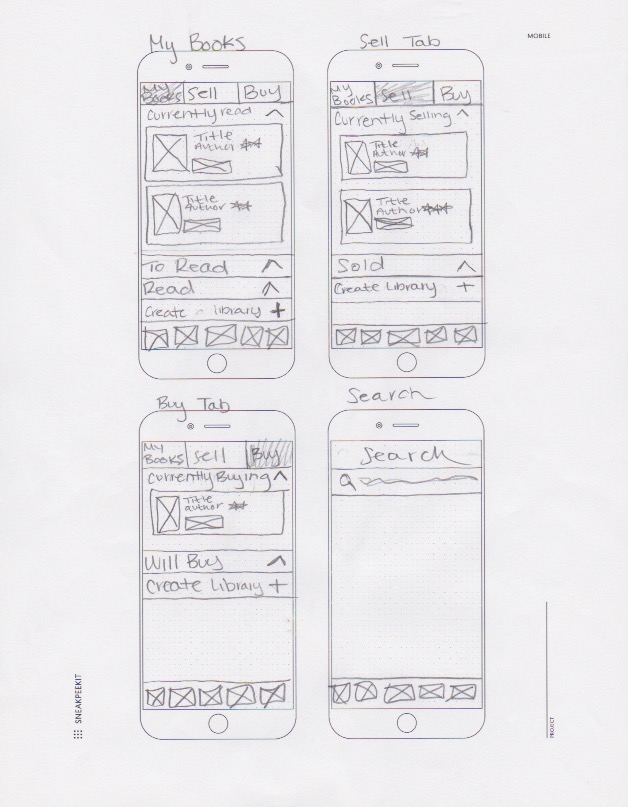 MOBILE
My Books
My Books
Sell
Buy
Currently read
Title
Author
Title
Author
To Read
Read
Create library +
Sell Tab
My Books
Sell
Buy
Currently Selling
Title
Author
Title
Author
Sold
Create Library +
Buy Tab
My Books
Sell
Buy
Currently Buying
Title
author
Will Buy
Create Library +
Search
Search
SNEAKPEEKIT
PROJECT